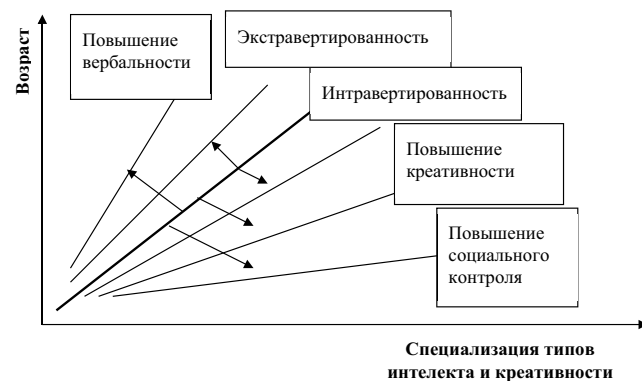 Возраст
Повышение
вербальности
Экстравертированность
Интравертированность
Повышение
креативности
Повышение
социального
контроля
Специализация типов
интелекта и креативности